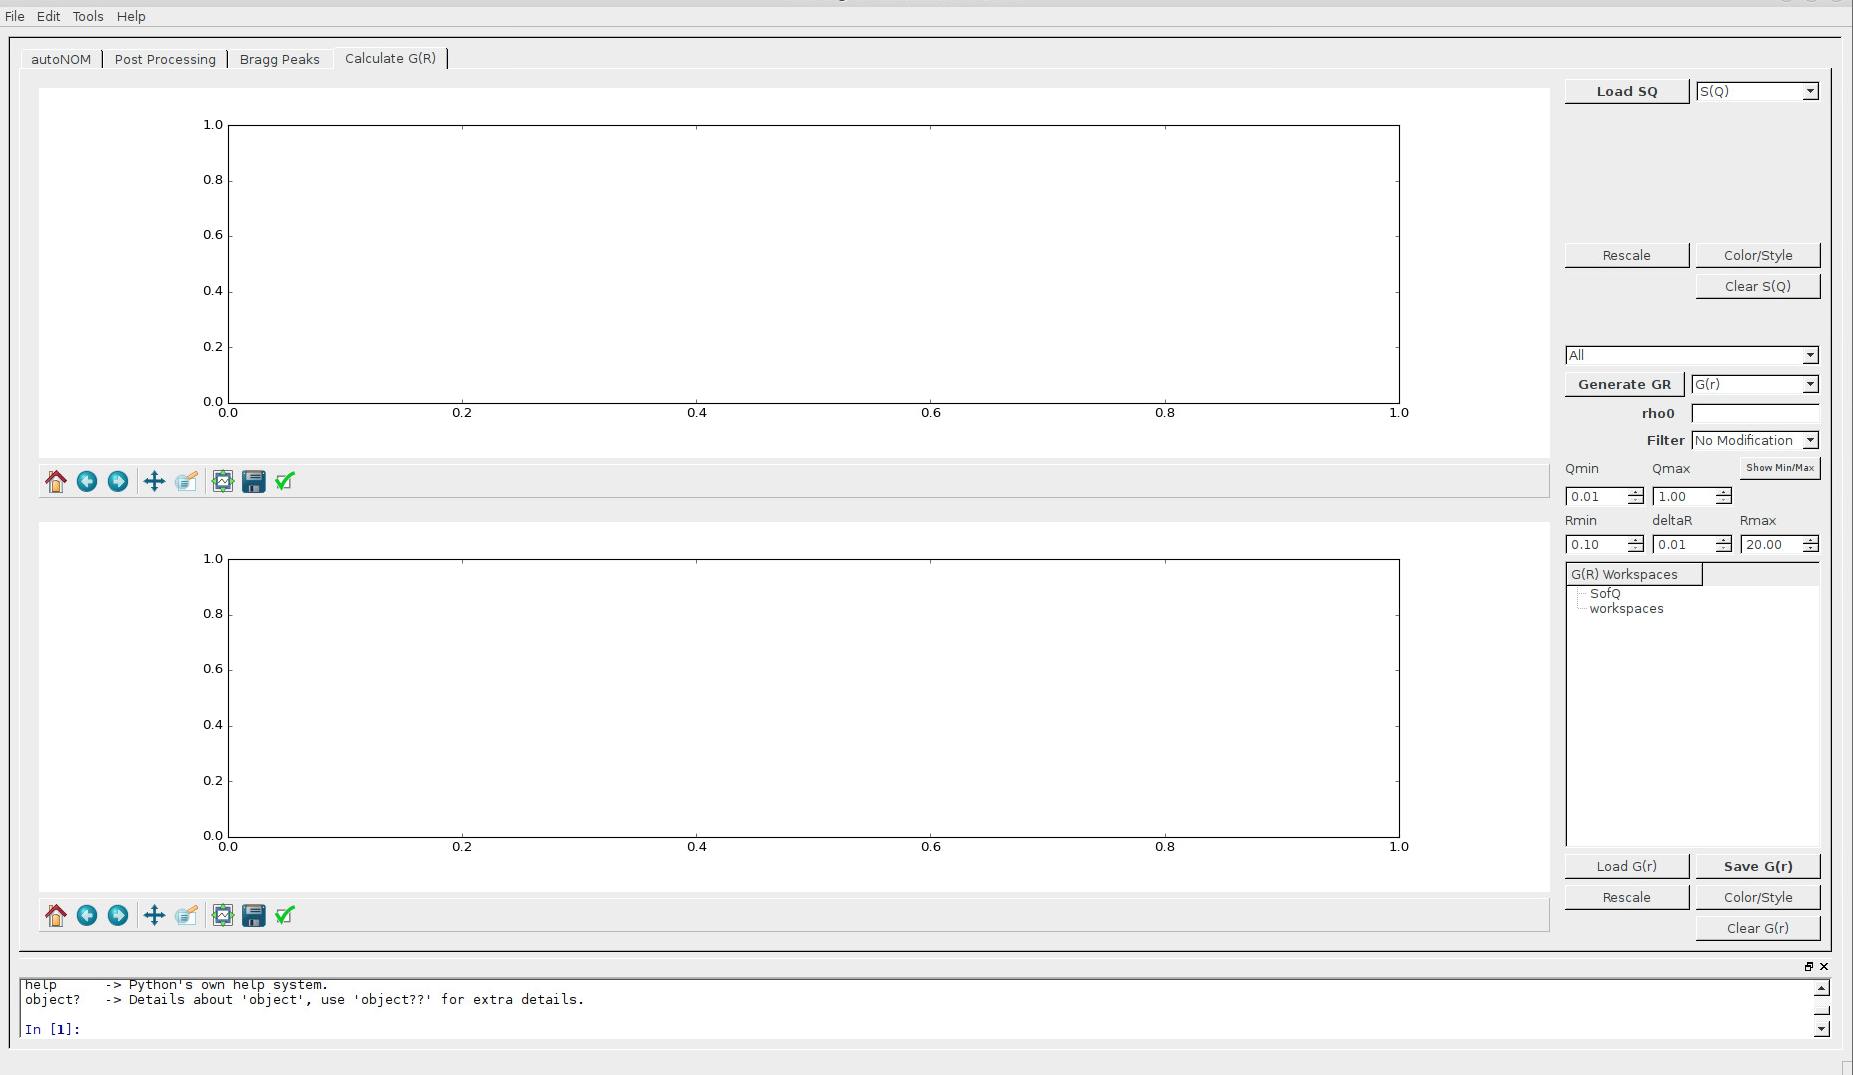 File Edit Tools Help
autoNOM Post Processing Bragg Peaks Calculate G(R)
1.0
0.8
0.6
0.4
0.2
0.0
0.0 0.2 0.4 0.6 0.8 1.0
1.0
0.8
0.6
0.4
0.2
0.0
0.0 0.2 0.4 0.6 0.8 1.0
Load SQ S(Q)
Rescale Color/Style
Clear S(Q)
All
Generate GR G(r)
rho0
Filter No Modification
Qmin Qmax Show Min/Max
0.01 1.00
Rmin deltaR Rmax
0.10 0.01 20.00
G(R) Workspaces
SofQ
workspaces
Load G(r) Save G(r)
Rescale Color/Style
Clear G(r)
help -> Python's own help system.
object? -> Details about 'object', use 'object??' for extra details.
In [1]: